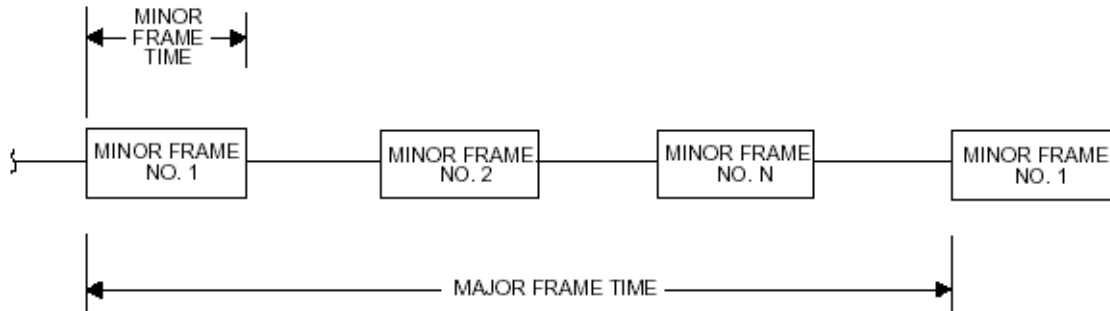 MINOR
FRAME
TIME
MINOR FRAME
NO. 1
MINOR FRAME
NO. 2
MINOR FRAME
NO. N
MINOR FRAME
NO. 1
MAJOR FRAME TIME